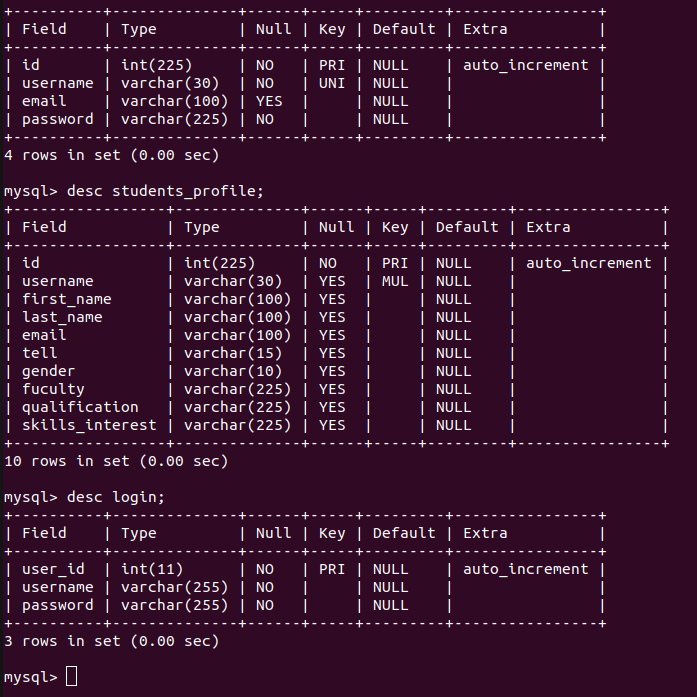 +----------+--------------+------+-----+---------+----------------+
| Field    | Type         | Null | Key | Default | Extra          |
+----------+--------------+------+-----+---------+----------------+
| id       | int(225)     | NO   | PRI | NULL    | auto_increment |
| username | varchar(30)  | NO   | UNI | NULL    |                |
| email    | varchar(100) | YES  |     | NULL    |                |
| password | varchar(225) | NO   |     | NULL    |                |
+----------+--------------+------+-----+---------+----------------+
4 rows in set (0.00 sec)
mysql> desc students_profile;
+-----------------+--------------+------+-----+---------+----------------+
| Field           | Type         | Null | Key | Default | Extra          |
+-----------------+--------------+------+-----+---------+----------------+
| id              | int(225)     | NO   | PRI | NULL    | auto_increment |
| username        | varchar(30)  | YES  | MUL | NULL    |                |
| first_name      | varchar(100) | YES  |     | NULL    |                |
| last_name       | varchar(100) | YES  |     | NULL    |                |
| email           | varchar(100) | YES  |     | NULL    |                |
| tell            | varchar(15)  | YES  |     | NULL    |                |
| gender          | varchar(10)  | YES  |     | NULL    |                |
| fuculty         | varchar(225) | YES  |     | NULL    |                |
| qualification   | varchar(225) | YES  |     | NULL    |                |
| skills_interest | varchar(225) | YES  |     | NULL    |                |
+-----------------+--------------+------+-----+---------+----------------+
10 rows in set (0.00 sec)
mysql> desc login;
+----------+--------------+------+-----+---------+----------------+
| Field    | Type         | Null | Key | Default | Extra          |
+----------+--------------+------+-----+---------+----------------+
| user_id  | int(11)      | NO   | PRI | NULL    | auto_increment |
| username | varchar(255) | NO   |     | NULL    |                |
| password | varchar(255) | NO   |     | NULL    |                |
+----------+--------------+------+-----+---------+----------------+
3 rows in set (0.00 sec)
mysql>